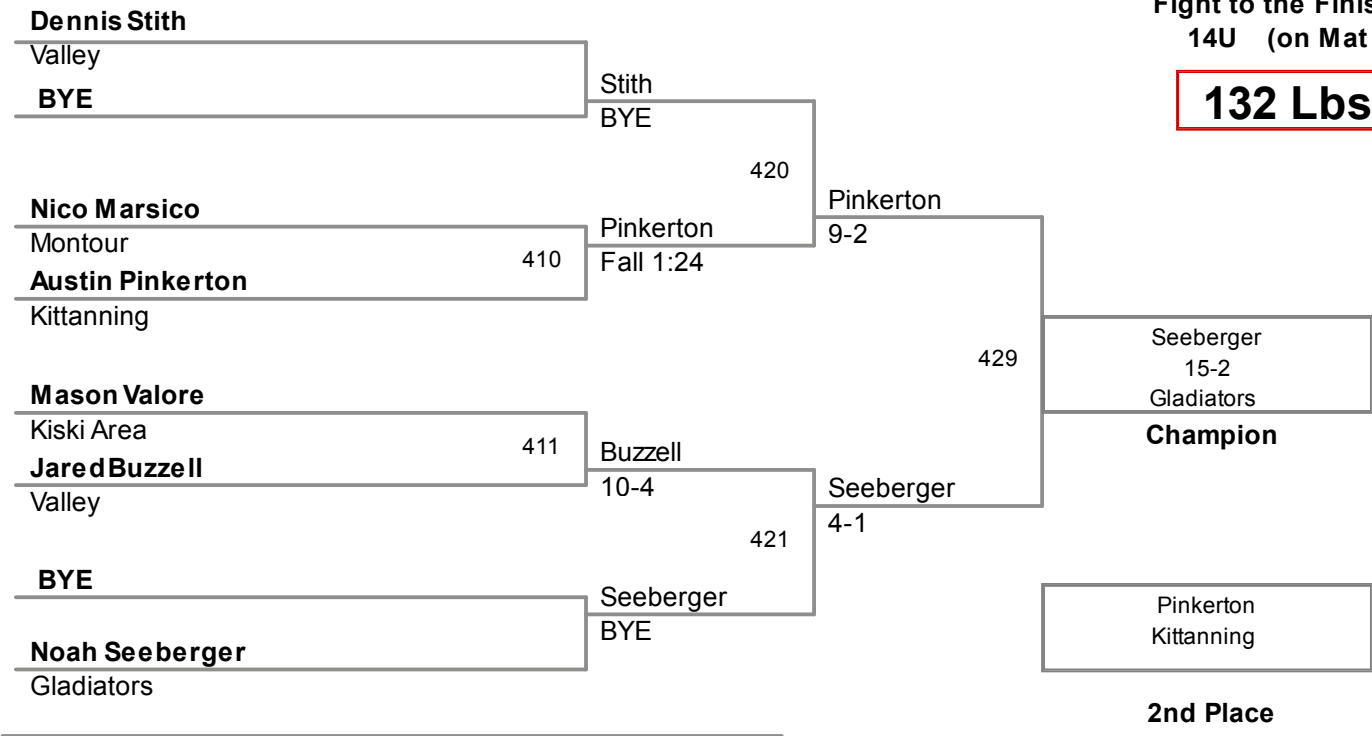 Fight to the Finis
14U (on Mat
132 Lbs
Dennis Stith
Valley
BYE
Stith
BYE
420
Nico Marsico
Montour
Austin Pinkerton
Kittanning
410
Pinkerton
Fall 1:24
Pinkerton
9-2
Mason Valore
Kiski Area
Jared Buzzell
Valley
411
Buzzell
10-4
421
BYE
Noah Seeberger
Gladiators
Seeberger
BYE
Seeberger
4-1
429
Seeberger
15-2
Gladiators
Champion
Pinkerton
Kittanning
2nd Place